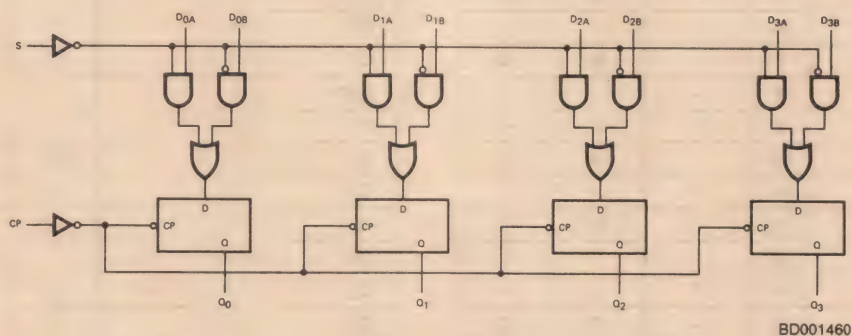 D0A D0B D1A D1B D2A D2B D3A D3B
S
D D D D
CP CP CP CP CP
Q Q Q Q
Q0 Q1 Q2 Q3
BD001460